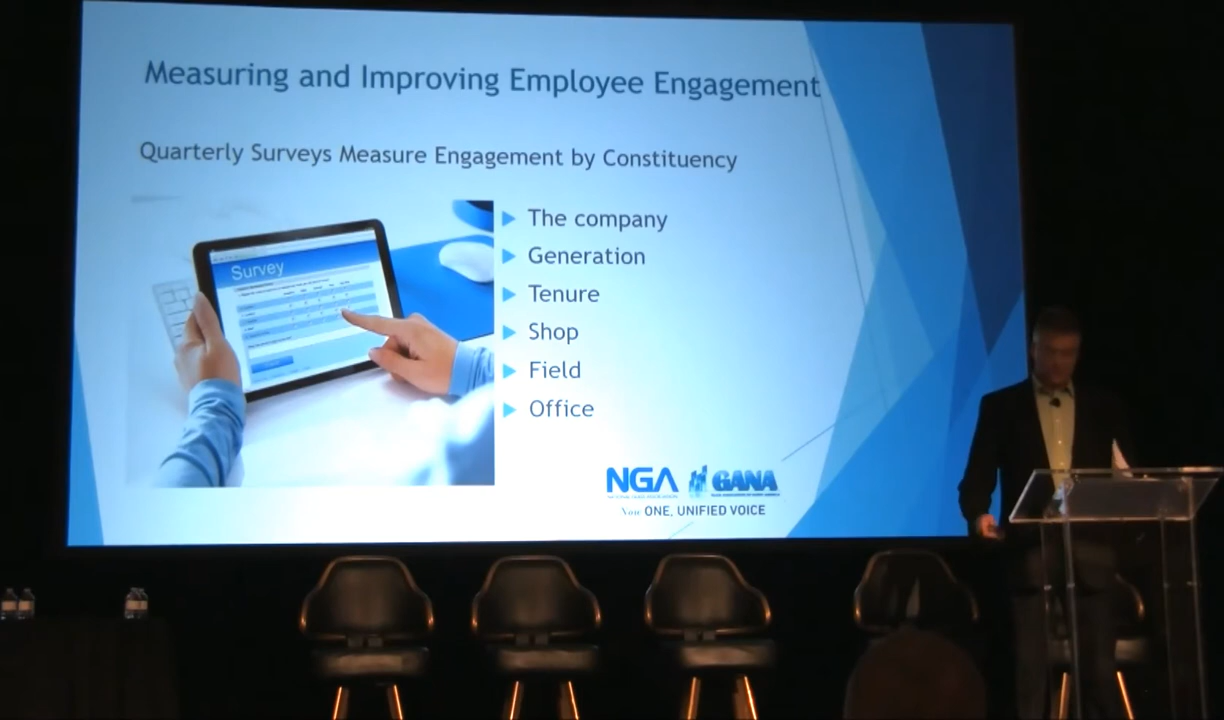 Measuring and Improving Employee Engagement
Quarterly Surveys Measure Engagement by Constituency
Survey
The company
Generation
Tenure
Shop
Field
Office
NGA GANA
Now ONE, UNIFIED VOICE